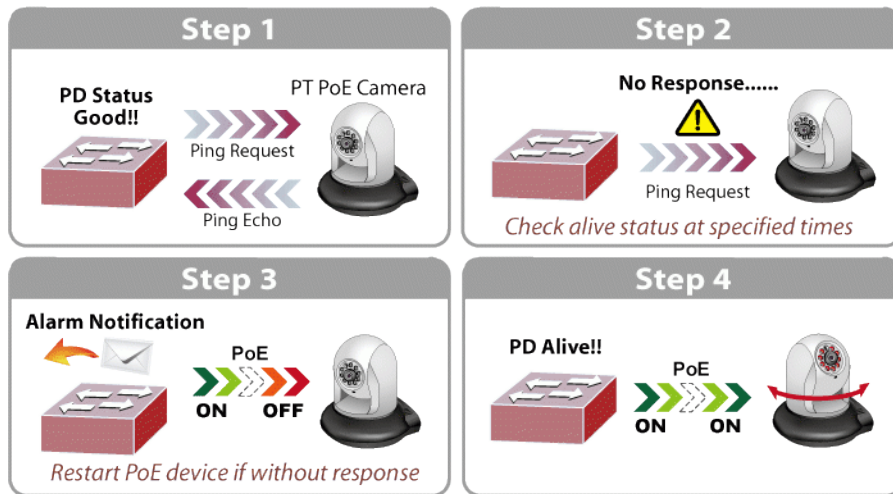 Step 1
PD Status
Good!!
PT PoE Camera
Ping Request
Ping Echo
Step 2
No Response......
Ping Request
Check alive status at specified times
Step 3
Alarm Notification
PoE
ON OFF
Restart PoE device if without response
Step 4
PD Alive!!
PoE
ON ON